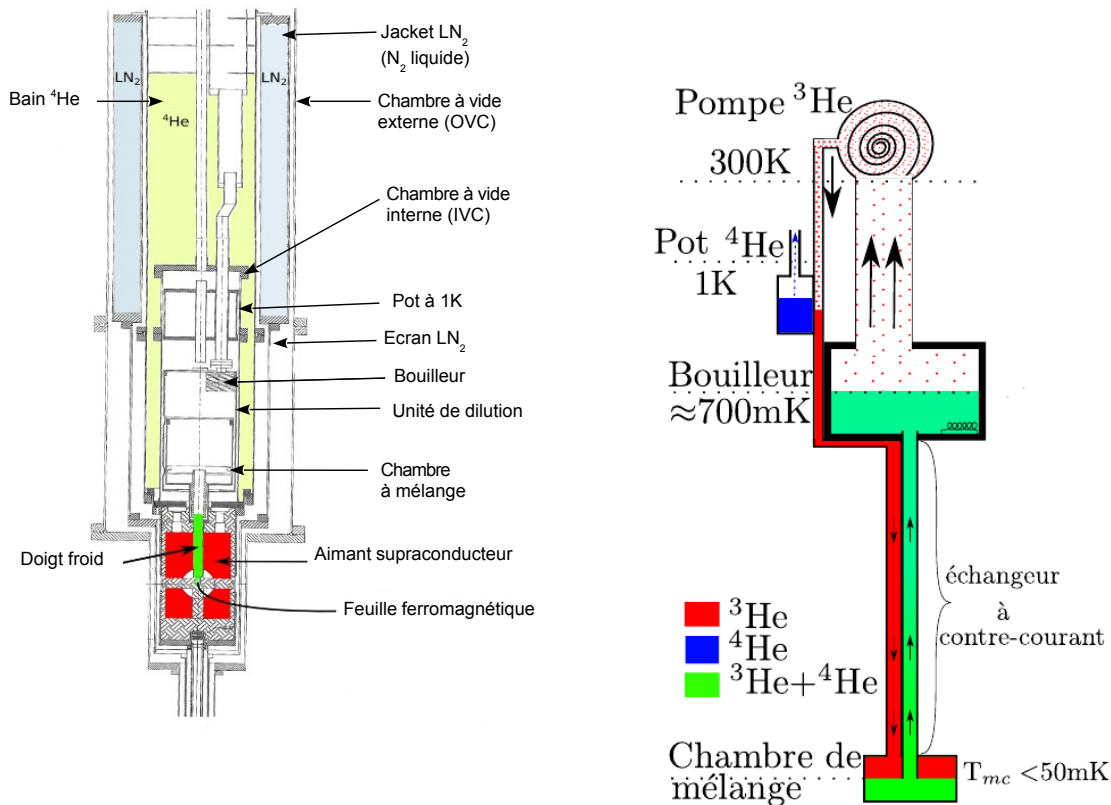 Jacket LN₂
(N₂ liquide)
LN₂
LN₂
Bain ⁴He
⁴He
Chambre à vide
externe (OVC)
Chambre à vide
interne (IVC)
Pot à 1K
Ecran LN₂
Bouilleur
Unité de dilution
Chambre
à mélange
Doigt froid
Aimant supraconducteur
Feuille ferromagnétique
Pompe ³He
300K
Pot ⁴He
1K
Bouilleur
≈700mK
échangeur
à
contre-courant
³He
⁴He
³He+⁴He
Chambre de
mélange
Tmc <50mK